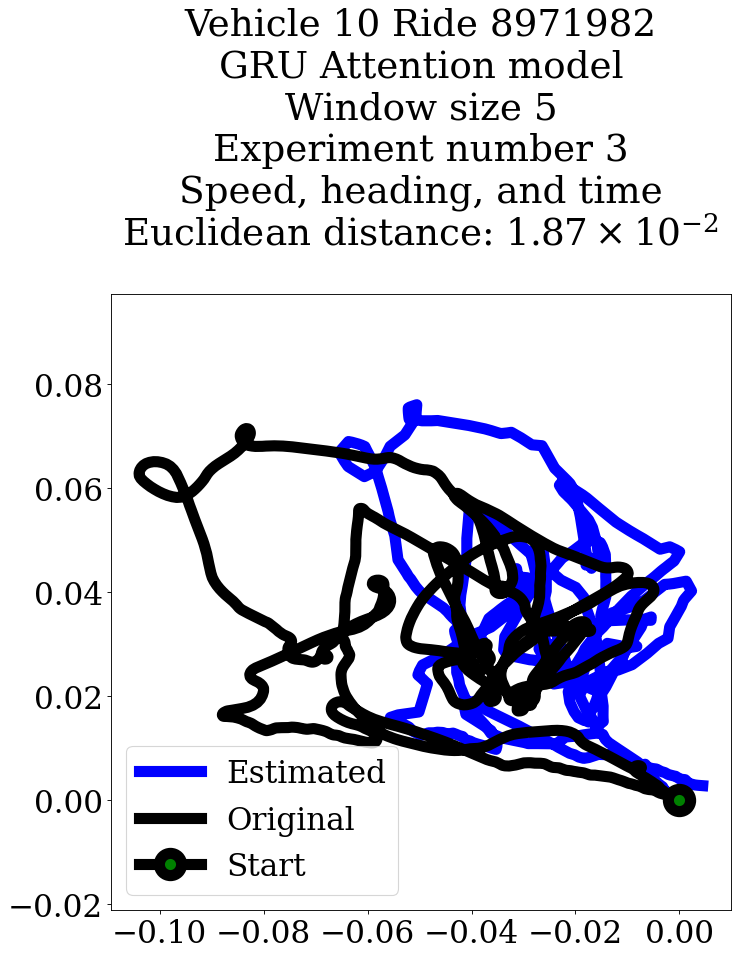 Vehicle 10 Ride 8971982
GRU Attention model
Window size 5
Experiment number 3
Speed, heading, and time
Euclidean distance: 1.87 × 10⁻²
0.08
0.06
0.04
0.02
0.00
−0.02
Estimated
Original
Start
−0.10 −0.08 −0.06 −0.04 −0.02 0.00